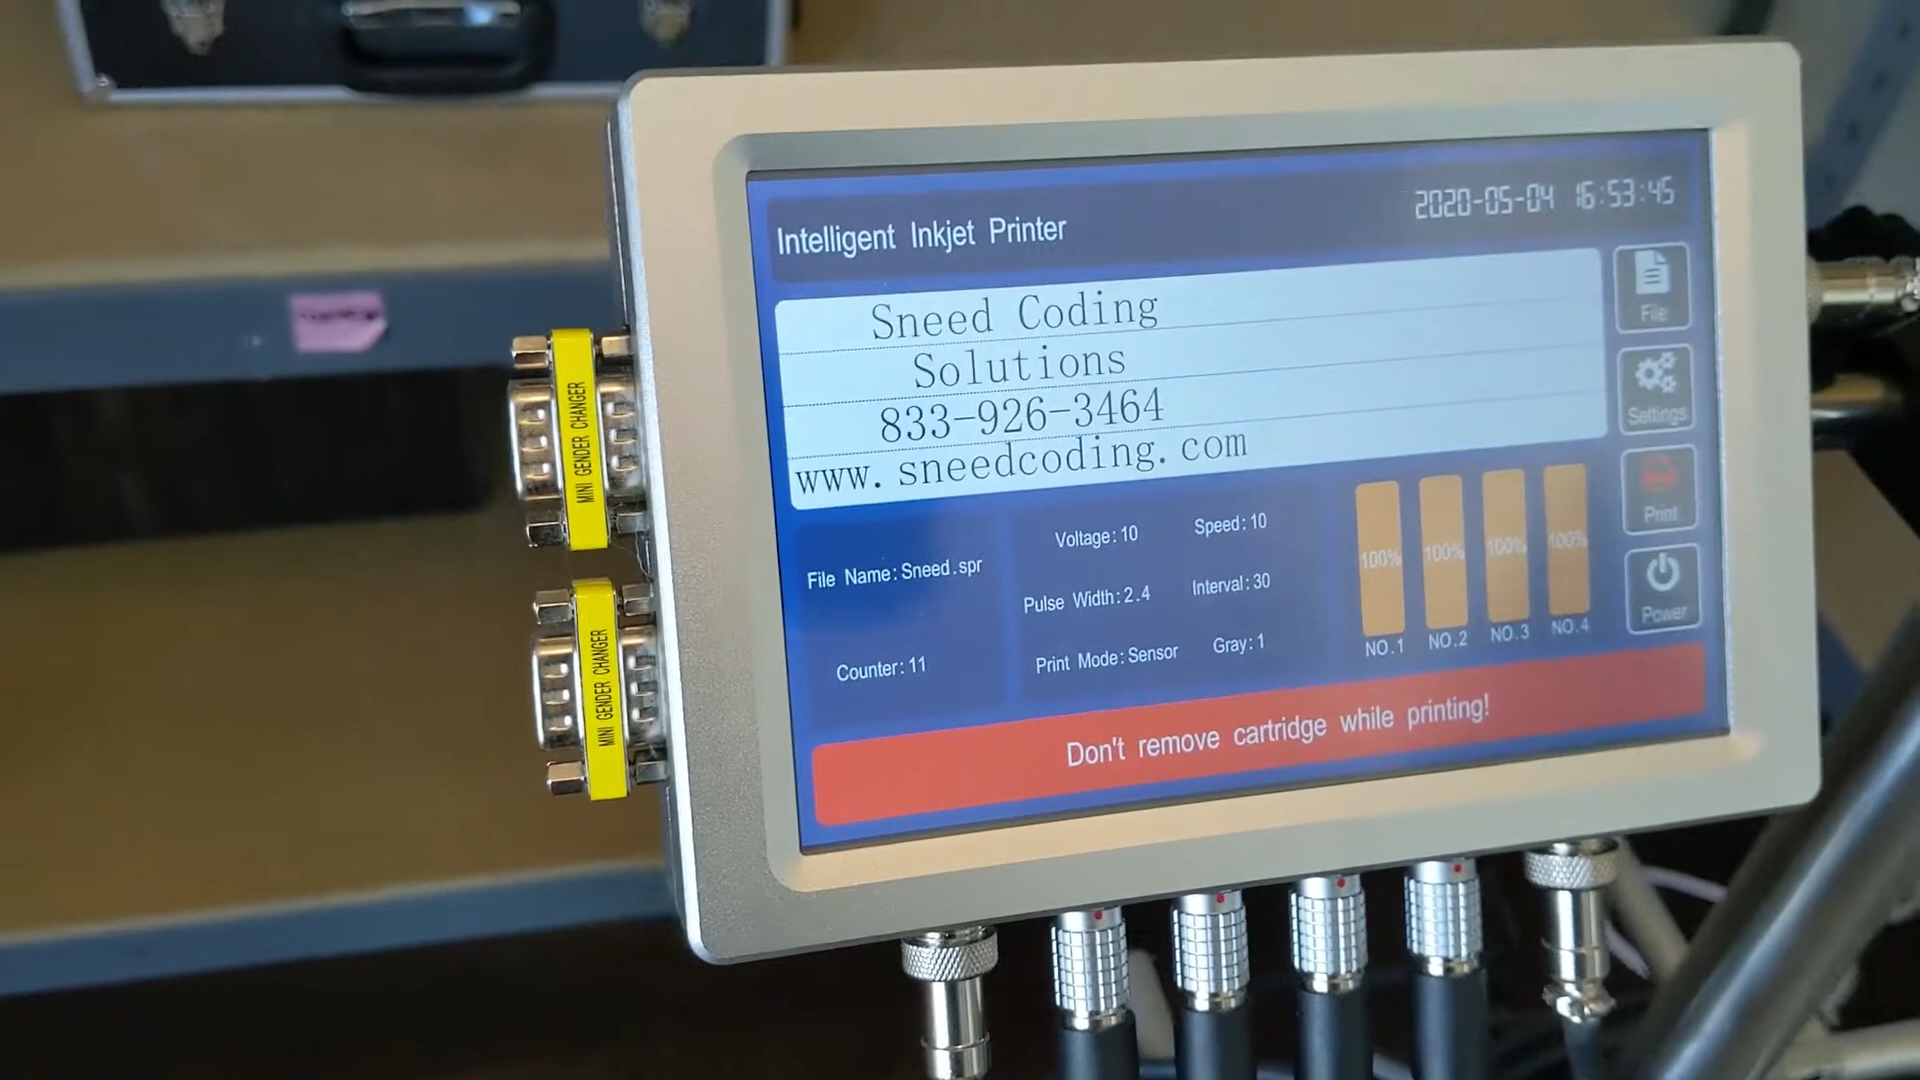 Intelligent Inkjet Printer
2020-05-04 16:53:45
Sneed Coding
Solutions
833-926-3464
www.sneedcoding.com
File
Settings
Print
Power
File Name:Sneed.spr
Counter:11
Voltage:10
Speed:10
Pulse Width:2.4
Interval:30
Print Mode:Sensor
Gray:1
100% 100% 100% 100%
NO.1 NO.2 NO.3 NO.4
Don't remove cartridge while printing!
MINI GENDER CHANGER
MINI GENDER CHANGER